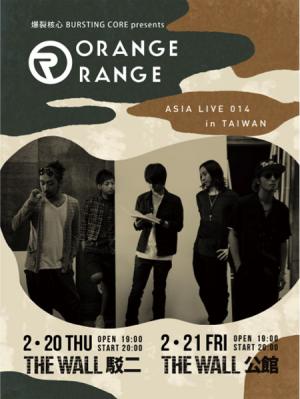 爆裂核心 BURSTING CORE presents
ORANGE
RANGE
ASIA LIVE 014
in TAIWAN
2・20 THU OPEN 19:00 START 20:00
THE WALL 駁二
2・21 FRI OPEN 19:00 START 20:00
THE WALL 公館